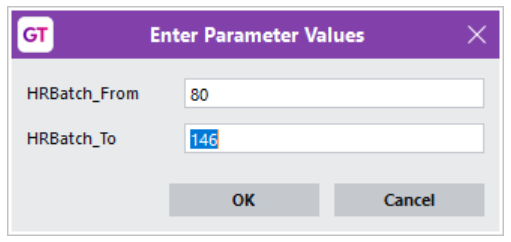 GT Enter Parameter Values
HRBatch_From 80
HRBatch_To 146
OK Cancel